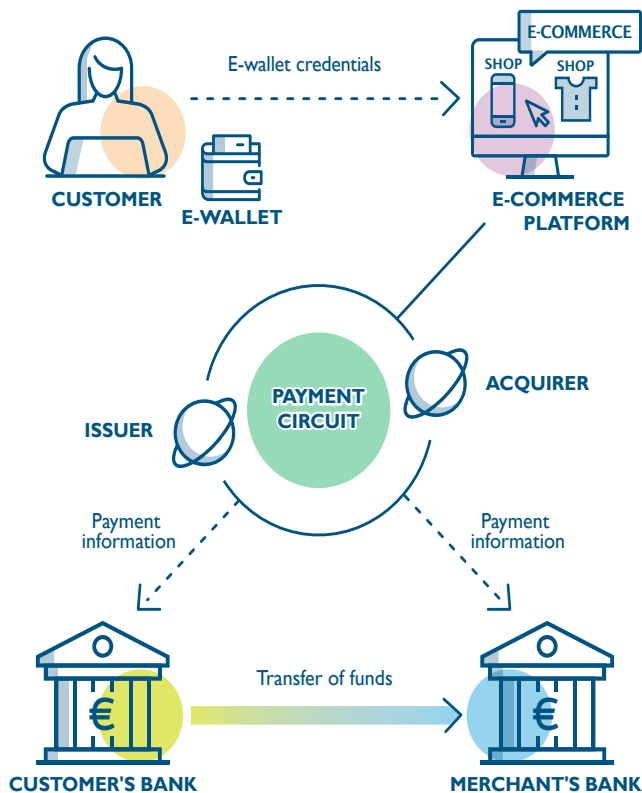 E-COMMERCE
E-wallet credentials
SHOP
SHOP
CUSTOMER
E-WALLET
E-COMMERCE
PLATFORM
PAYMENT
CIRCUIT
ACQUIRER
ISSUER
Payment
information
Payment
information
€
Transfer of funds
€
CUSTOMER'S BANK
MERCHANT'S BANK